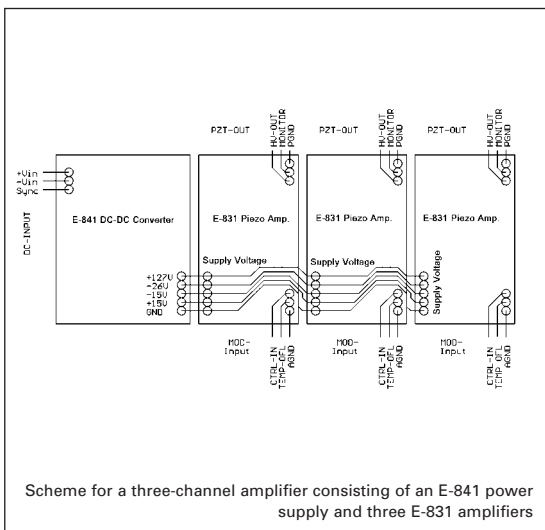 PZT-OUT
HV-OUT
MONITOR
PGND
PZT-OUT
HV-OUT
MONITOR
PGND
PZT-OUT
HV-OUT
MONITOR
PGND
+Vin
-Vin
Sync
DC-INPUT
E-841 DC-DC Converter
E-831 Piezo Amp.
E-831 Piezo Amp.
E-831 Piezo Amp.
Supply Voltage
Supply Voltage
Supply Voltage
+127V
-26V
-15V
+15V
GND
MOD-
Input
CTRL-IN
TEMP-OFL
AGND
MOD-
Input
CTRL-IN
TEMP-OFL
AGND
MOD-
Input
CTRL-IN
TEMP-OFL
AGND
Scheme for a three-channel amplifier consisting of an E-841 power
supply and three E-831 amplifiers